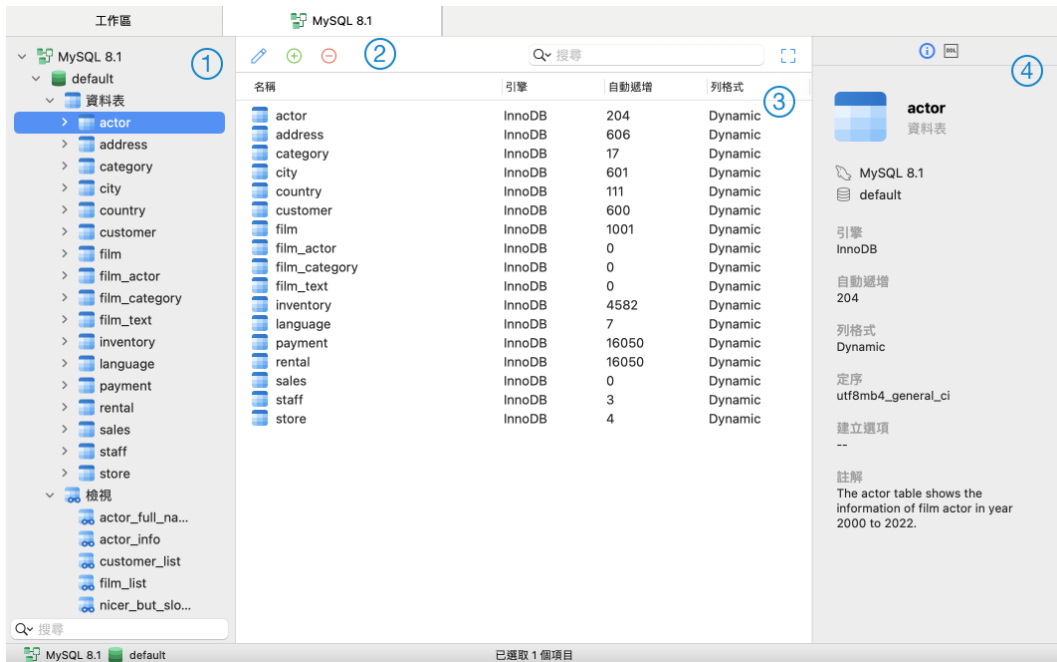 工作區
MySQL 8.1
MySQL 8.1
default
資料表
actor
address
category
city
country
customer
film
film_actor
film_category
film_text
inventory
language
payment
rental
sales
staff
store
檢視
actor_full_na...
actor_info
customer_list
film_list
nicer_but_slo...
搜尋
1
2
搜尋
名稱 引擎 自動遞增 列格式
3
actor InnoDB 204 Dynamic
address InnoDB 606 Dynamic
category InnoDB 17 Dynamic
city InnoDB 601 Dynamic
country InnoDB 111 Dynamic
customer InnoDB 600 Dynamic
film InnoDB 1001 Dynamic
film_actor InnoDB 0 Dynamic
film_category InnoDB 0 Dynamic
film_text InnoDB 0 Dynamic
inventory InnoDB 4582 Dynamic
language InnoDB 7 Dynamic
payment InnoDB 16050 Dynamic
rental InnoDB 16050 Dynamic
sales InnoDB 0 Dynamic
staff InnoDB 3 Dynamic
store InnoDB 4 Dynamic
DDL
4
actor
資料表
MySQL 8.1
default
引擎
InnoDB
自動遞增
204
列格式
Dynamic
定序
utf8mb4_general_ci
建立選項
--
註解
The actor table shows the
information of film actor in year
2000 to 2022.
MySQL 8.1 default
已選取 1 個項目